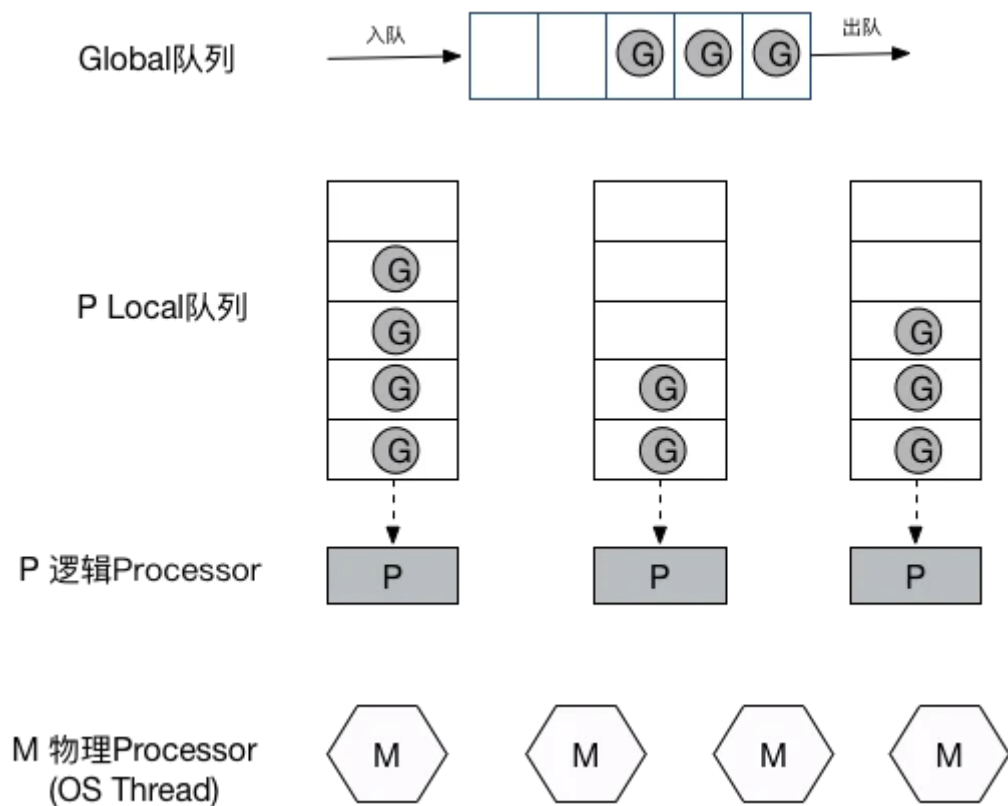 Global队列
入队
G
G
G
出队
P Local队列
G
G
G
G
G
G
G
G
G
P 逻辑Processor
P
P
P
M 物理Processor
(OS Thread)
M
M
M
M